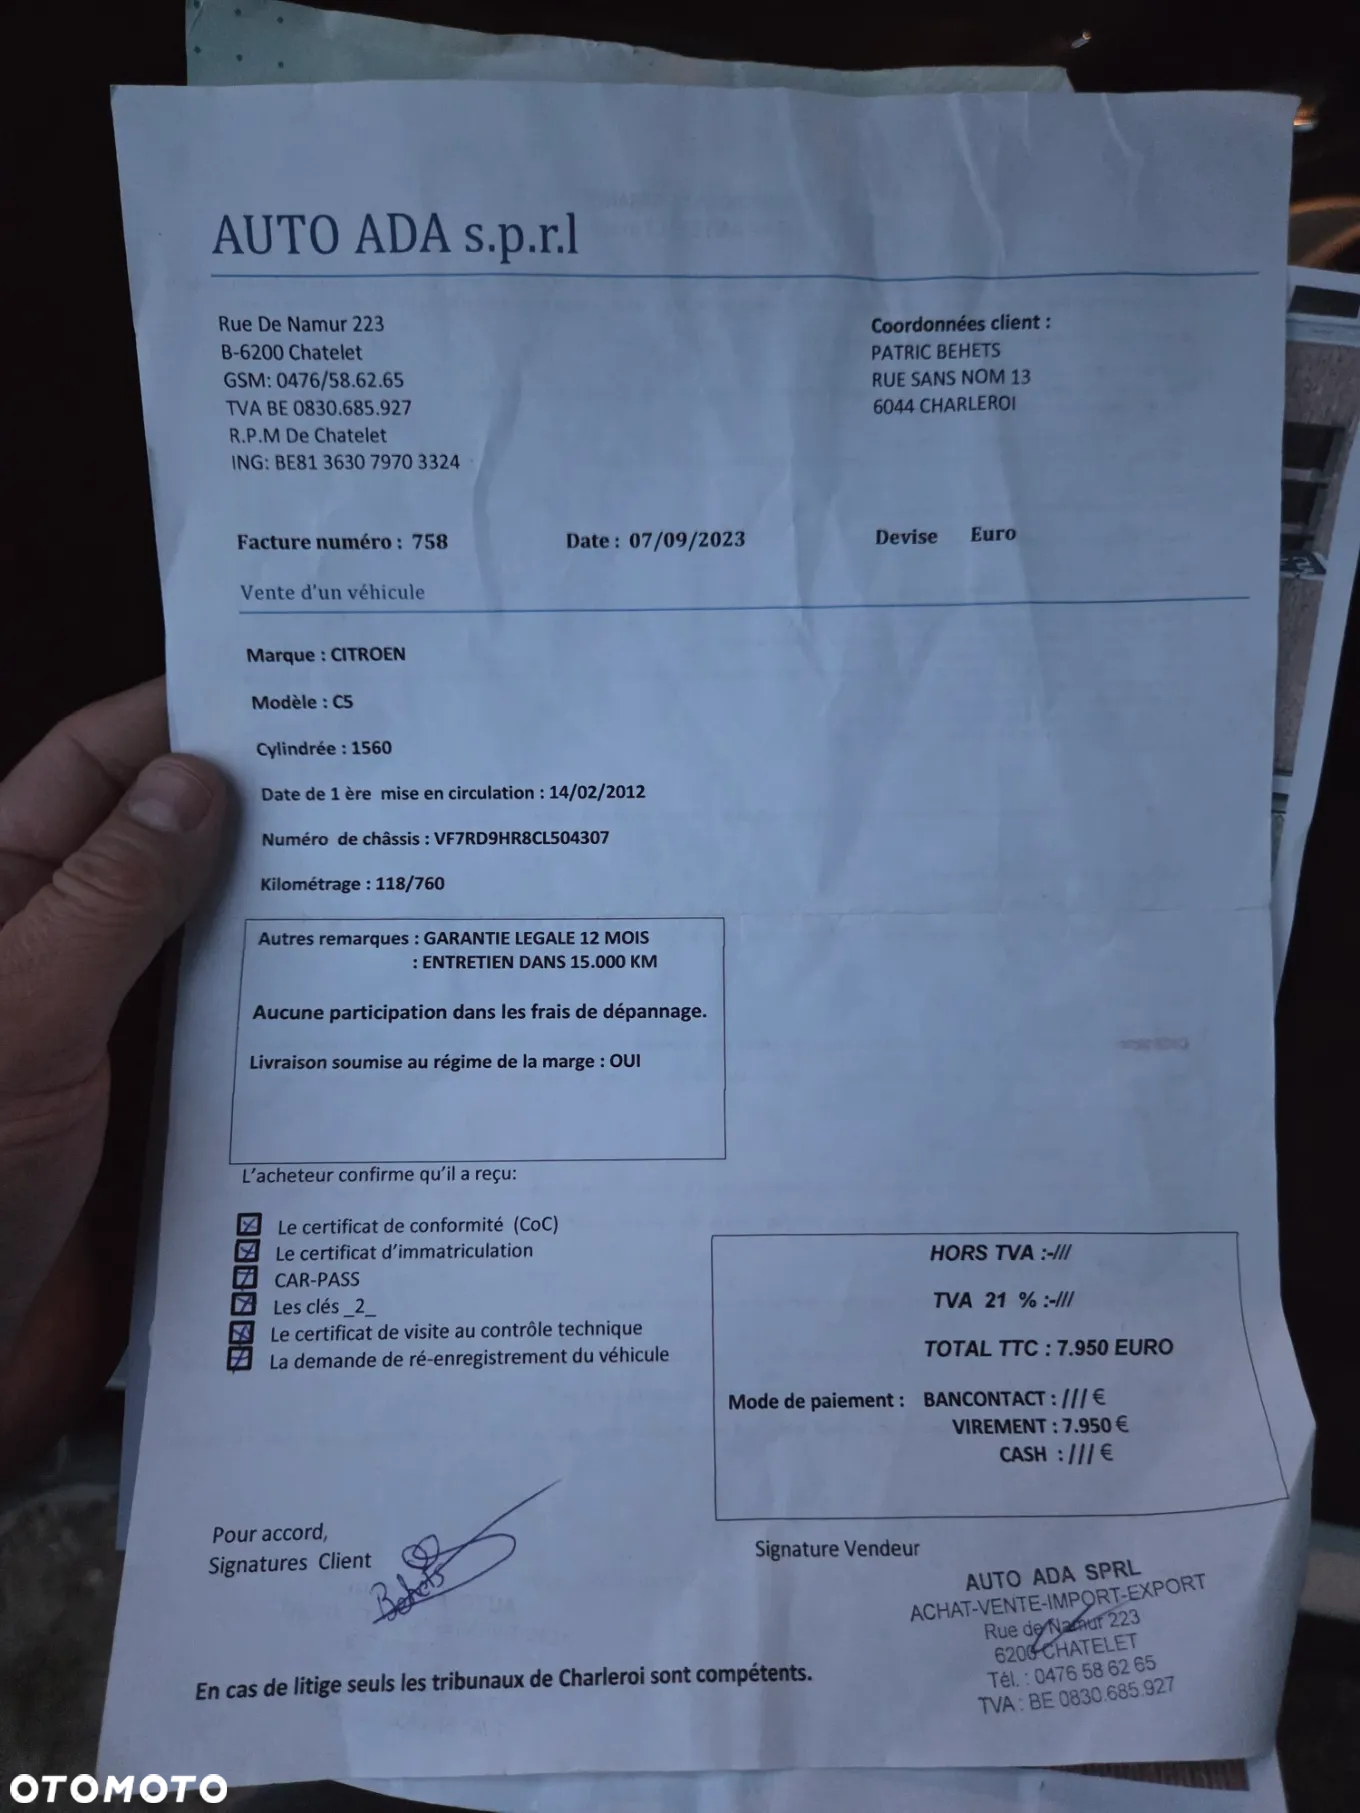 AUTO ADA s.p.r.l
Rue De Namur 223
B-6200 Chatelet
GSM: 0476/58.62.65
TVA BE 0830.685.927
R.P.M De Chatelet
ING: BE81 3630 7970 3324
Coordonnées client :
PATRIC BEHETS
RUE SANS NOM 13
6044 CHARLEROI
Facture numéro : 758 Date : 07/09/2023 Devise Euro
Vente d'un véhicule
Marque : CITROEN
Modèle : C5
Cylindrée : 1560
Date de 1 ère mise en circulation : 14/02/2012
Numéro de châssis : VF7RD9HR8CL504307
Kilométrage : 118/760
Autres remarques : GARANTIE LEGALE 12 MOIS
: ENTRETIEN DANS 15.000 KM
Aucune participation dans les frais de dépannage.
Livraison soumise au régime de la marge : OUI
L'acheteur confirme qu'il a reçu:
Le certificat de conformité (CoC)
Le certificat d'immatriculation
CAR-PASS
Les clés _2_
Le certificat de visite au contrôle technique
La demande de ré-enregistrement du véhicule
HORS TVA :-///
TVA 21 % :-///
TOTAL TTC : 7.950 EURO
Mode de paiement : BANCONTACT : /// €
VIREMENT : 7.950 €
CASH : /// €
Pour accord,
Signatures Client
Behets
Signature Vendeur
AUTO ADA SPRL
ACHAT-VENTE-IMPORT-EXPORT
Rue de Namur 223
6200 CHATELET
Tél. : 0476 58 62 65
TVA : BE 0830.685.927
En cas de litige seuls les tribunaux de Charleroi sont compétents.
OTOMOTO